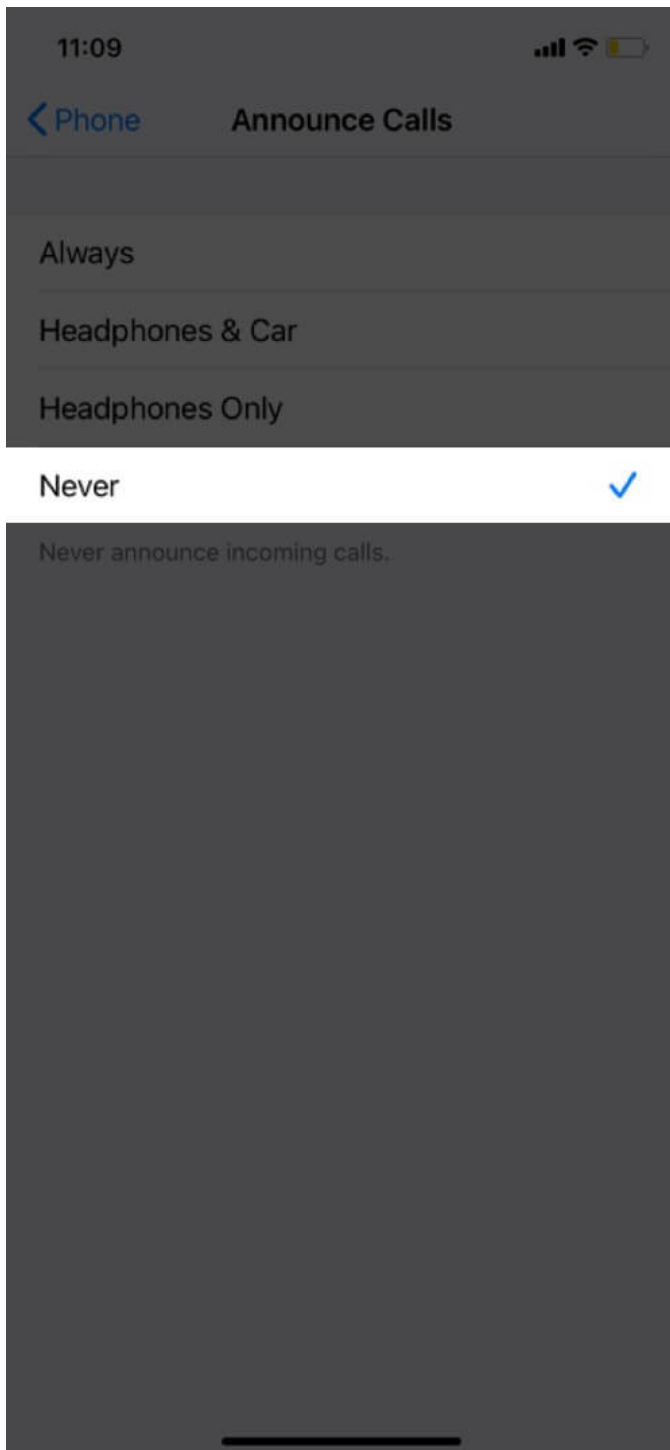 11:09
Phone Announce Calls
Always
Headphones & Car
Headphones Only
Never
Never announce incoming calls.